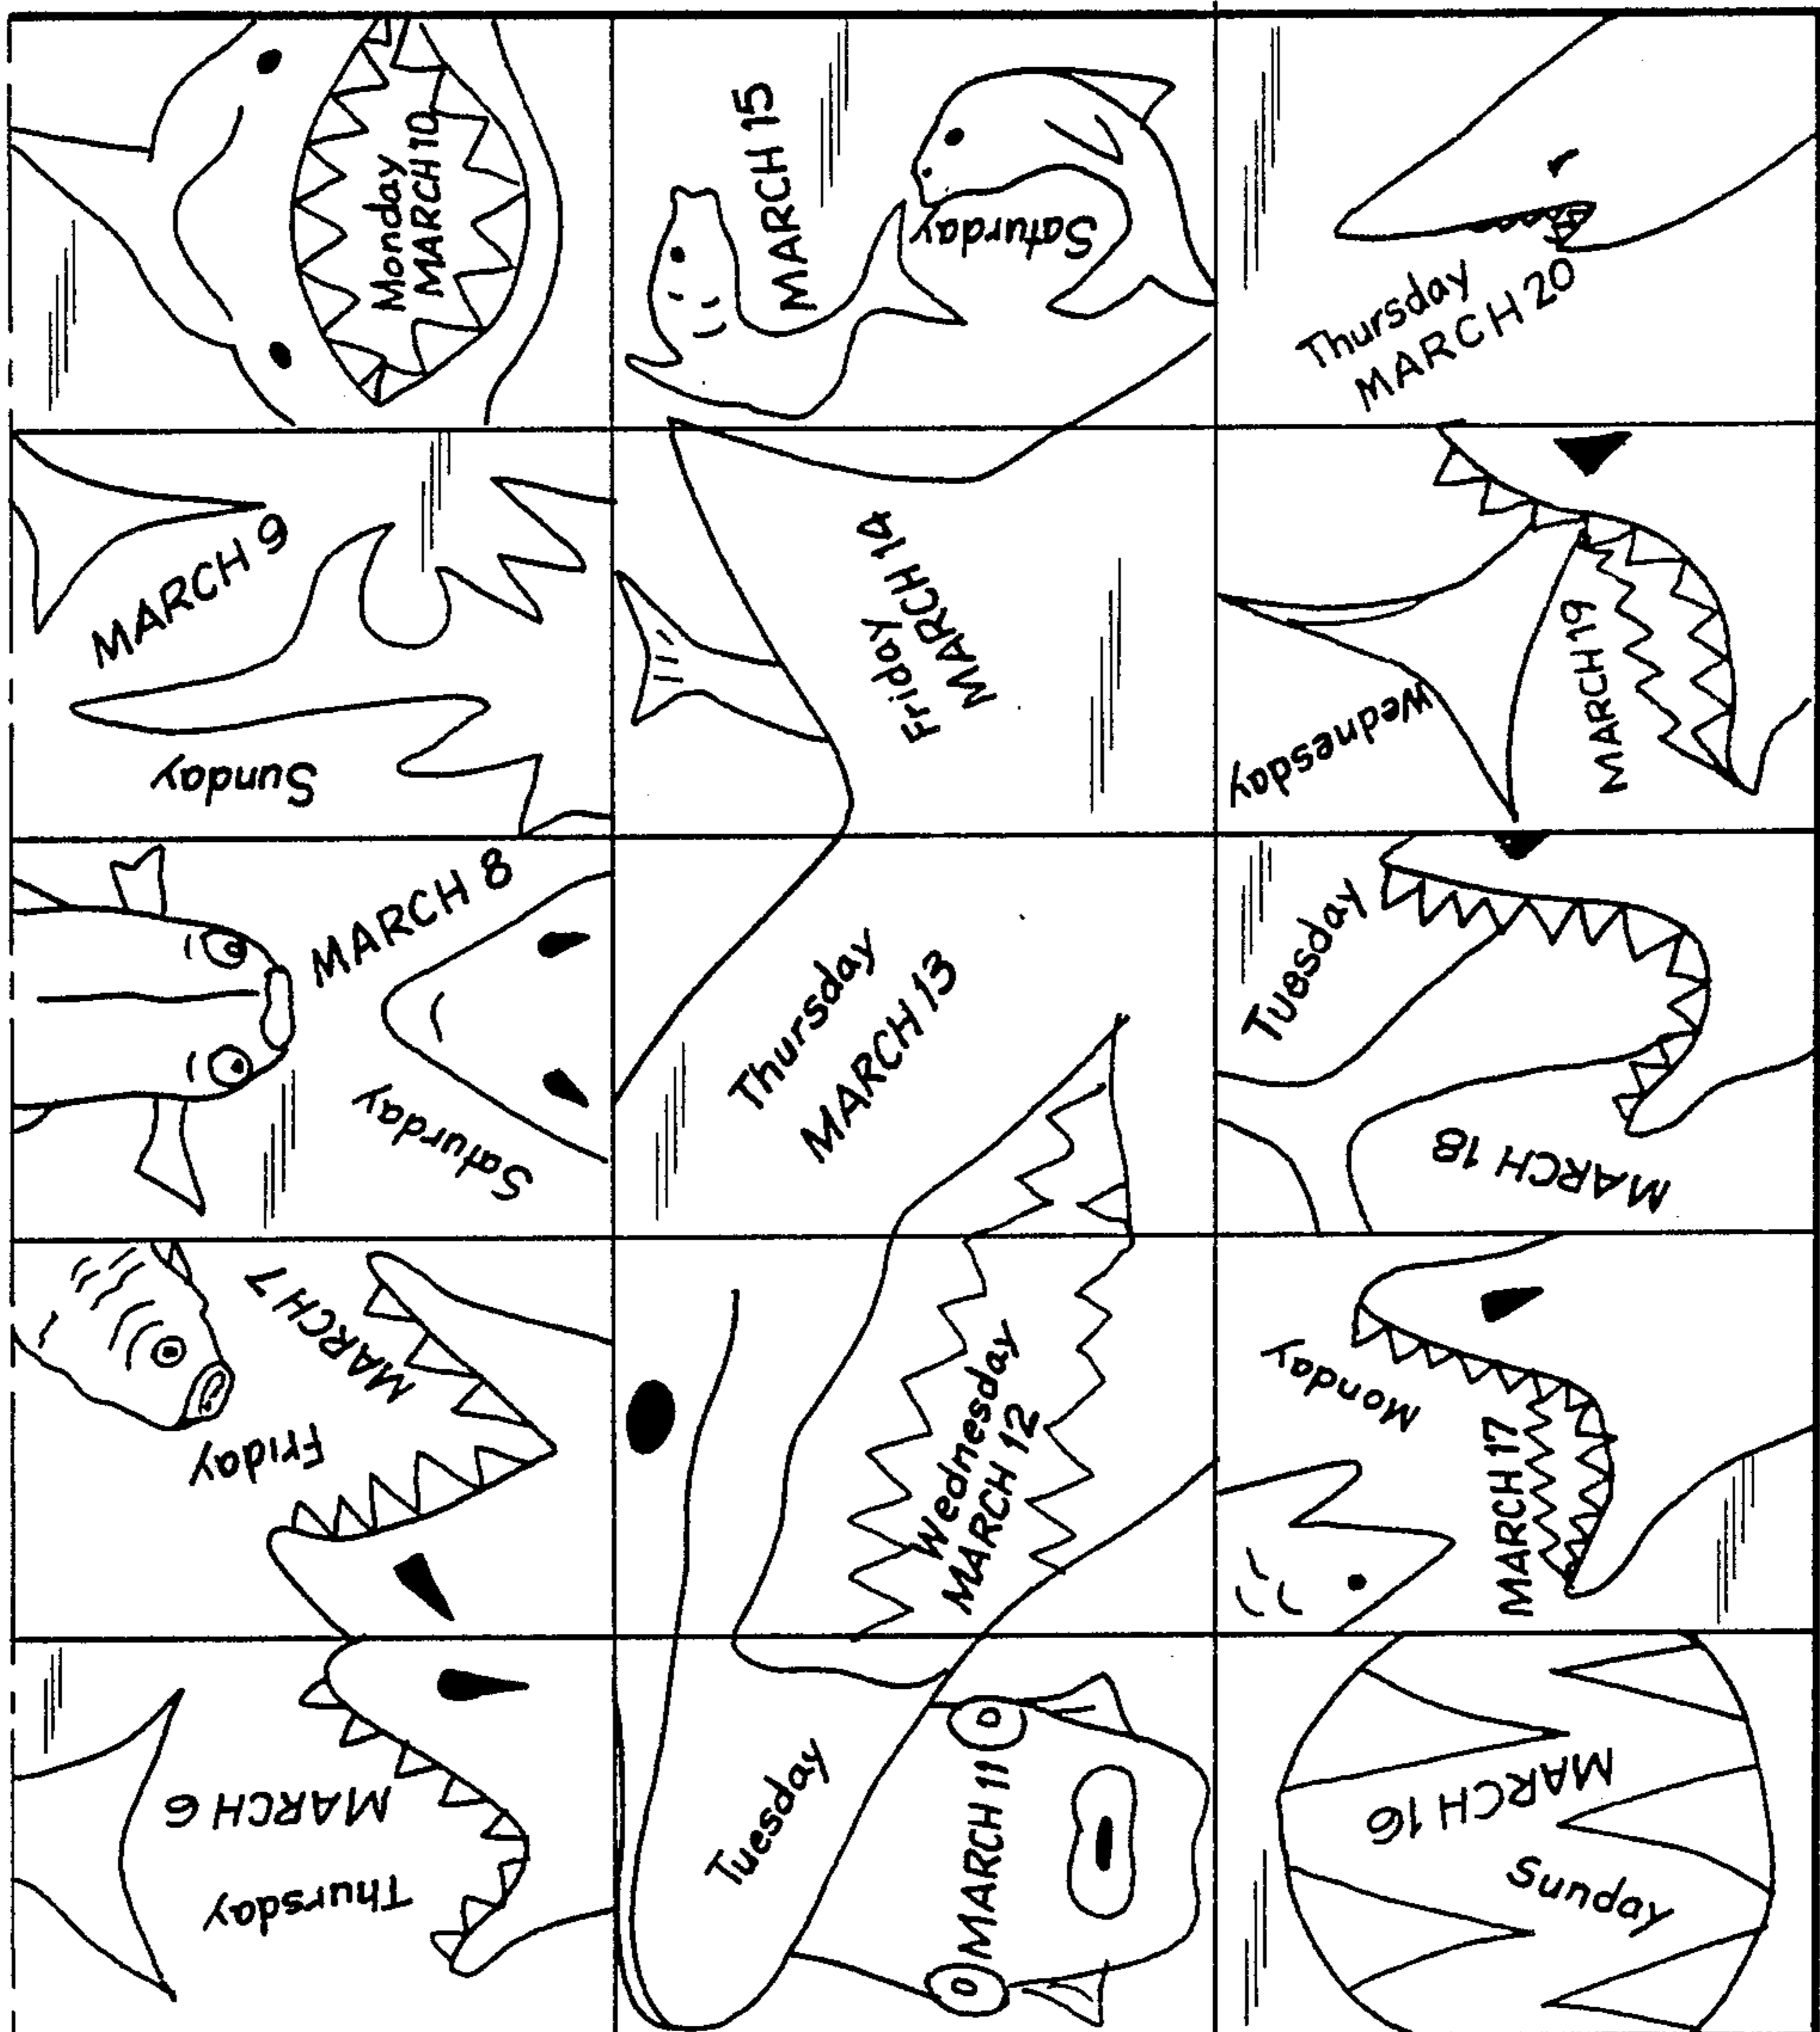 Monday
MARCH 10
MARCH 15
Saturday
Thursday
MARCH 20
MARCH 9
Sunday
Friday
MARCH 14
MARCH 19
Wednesday
MARCH 8
Saturday
Thursday
MARCH 13
Tuesday
MARCH 18
MARCH 7
Friday
Wednesday
MARCH 12
Monday
MARCH 17
MARCH 6
Thursday
Tuesday
MARCH 11
MARCH 16
Sunday